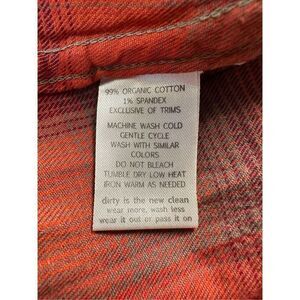 99% ORGANIC COTTON
1% SPANDEX
EXCLUSIVE OF TRIMS
MACHINE WASH COLD
GENTLE CYCLE
WASH WITH SIMILAR
COLORS
DO NOT BLEACH
TUMBLE DRY LOW HEAT
IRON WARM AS NEEDED
dirty is the new clean
wear more, wash less
wear it out or pass it on